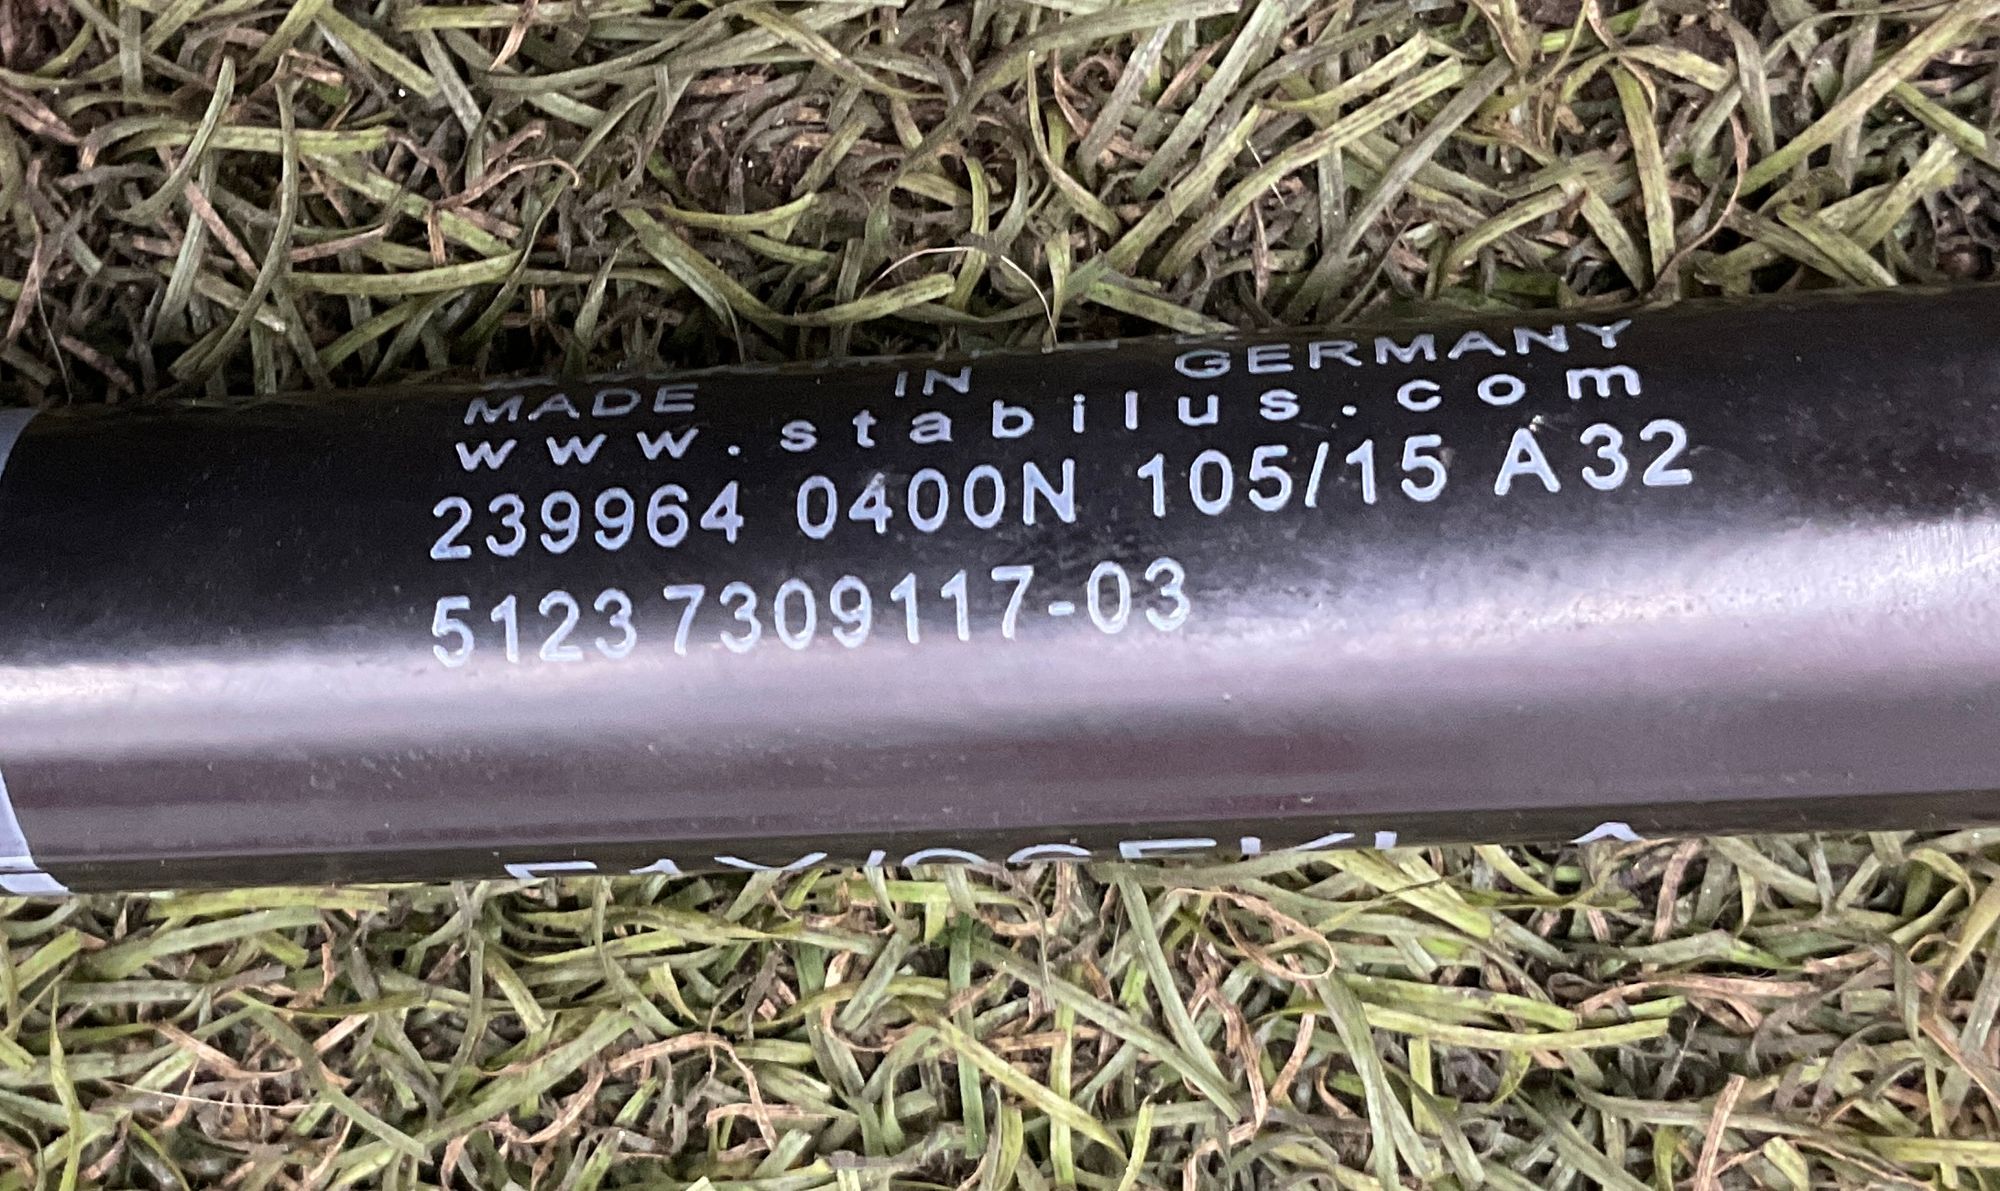 MADE IN GERMANY
www.stabilus.com
239964 0400N 105/15 A32
51237309117-03